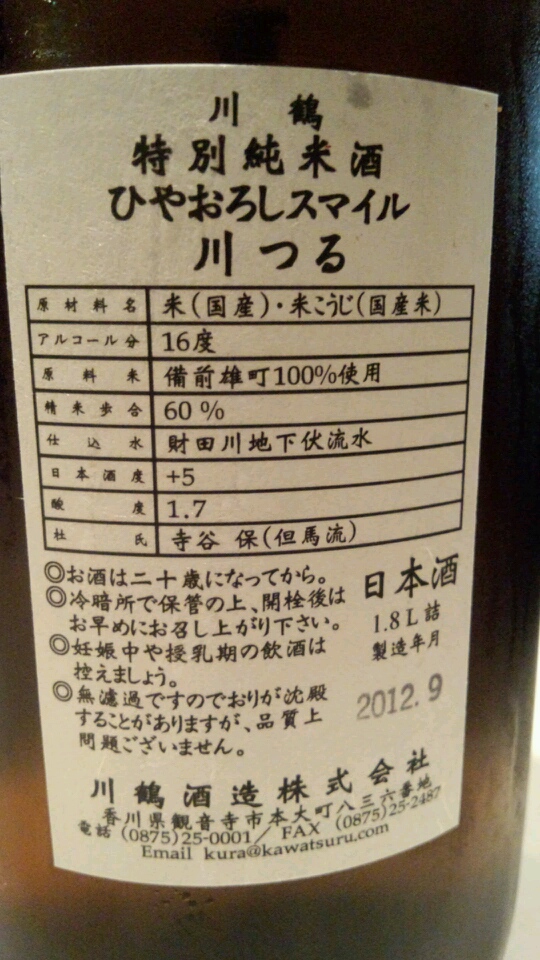 川鶴
特別純米酒
ひやおろしスマイル
川つる
原材料名 米(国産)・米こうじ(国産米)
アルコール分 16度
原料米 備前雄町100%使用
精米歩合 60%
仕込水 財田川地下伏流水
日本酒度 +5
酸度 1.7
杜氏 寺谷 保(但馬流)
◎お酒は二十歳になってから。
◎冷暗所で保管の上、開栓後は
お早めにお召し上がり下さい。
◎妊娠中や授乳期の飲酒は
控えましょう。
◎無濾過ですのでおりが沈殿
することがありますが、品質上
問題ございません。
日本酒
1.8L詰
製造年月
2012.9
川鶴酒造株式会社
香川県観音寺市本大町八三六番地
電話 (0875)25-0001/ FAX (0875)25-2487
Email kura@kawatsuru.com